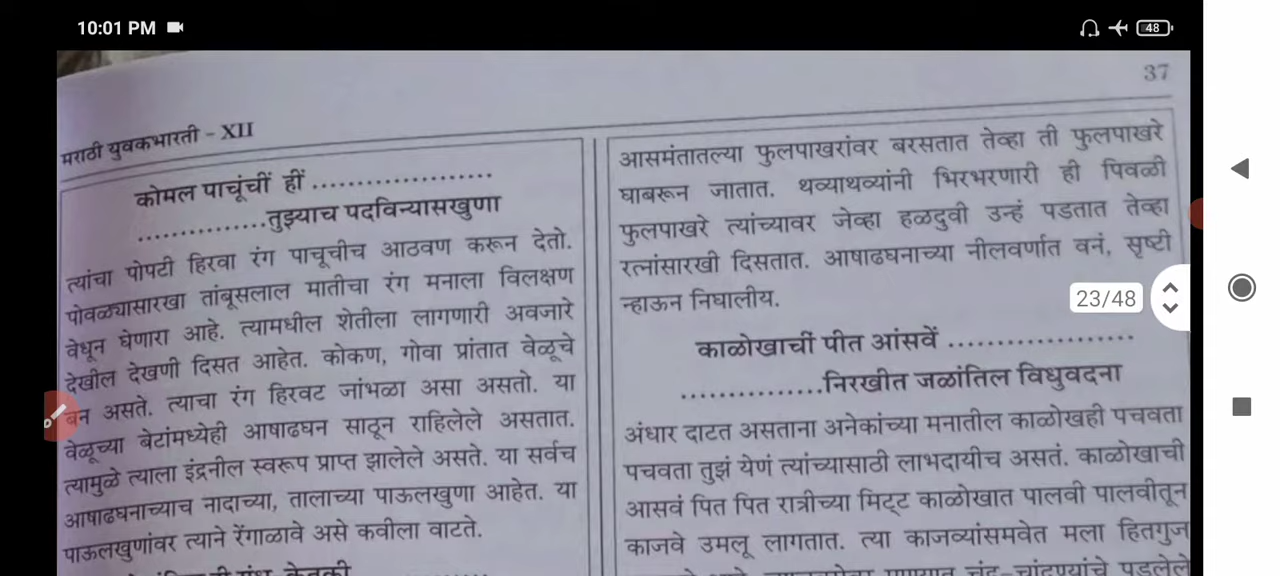 10:01 PM
48
37
मराठी युवकभारती - XII
कोमल पाचूंचीं हीं ....................
...............तुझ्याच पदविन्यासखुणा
त्यांचा पोपटी हिरवा रंग पाचूचीच आठवण करून देतो.
पोवळ्यासारखा तांबूसलाल मातीचा रंग मनाला विलक्षण
वेधून घेणारा आहे. त्यामधील शेतीला लागणारी अवजारे
देखील देखणी दिसत आहेत. कोकण, गोवा प्रांतात वेळूचे
बन असते. त्याचा रंग हिरवट जांभळा असा असतो. या
वेळूच्या बेटांमध्येही आषाढघन साठून राहिलेले असतात.
त्यामुळे त्याला इंद्रनील स्वरूप प्राप्त झालेले असते. या सर्वच
आषाढघनाच्याच नादाच्या, तालाच्या पाऊलखुणा आहेत. या
पाऊलखुणांवर त्याने रेंगाळावे असे कवीला वाटते.
केतकी
आसमंतातल्या फुलपाखरांवर बरसतात तेव्हा ती फुलपाखरे
घाबरून जातात. थव्याथव्यांनी भिरभरणारी ही पिवळी
फुलपाखरे त्यांच्यावर जेव्हा हळदुवी उन्हं पडतात तेव्हा
रत्नांसारखी दिसतात. आषाढघनाच्या नीलवर्णात वनं, सृष्टी
न्हाऊन निघालीय.
23/48
काळोखाचीं पीत आंसवें ....................
...............निरखीत जळांतिल विधुवदना
अंधार दाटत असताना अनेकांच्या मनातील काळोखही पचवता
पचवता तुझं येणं त्यांच्यासाठी लाभदायीच असतं. काळोखाची
आसवं पित पित रात्रीच्या मिट्ट काळोखात पालवी पालवीतून
काजवे उमलू लागतात. त्या काजव्यांसमवेत मला हितगुज
चंद्र-चांदण्यांचे पडलेले